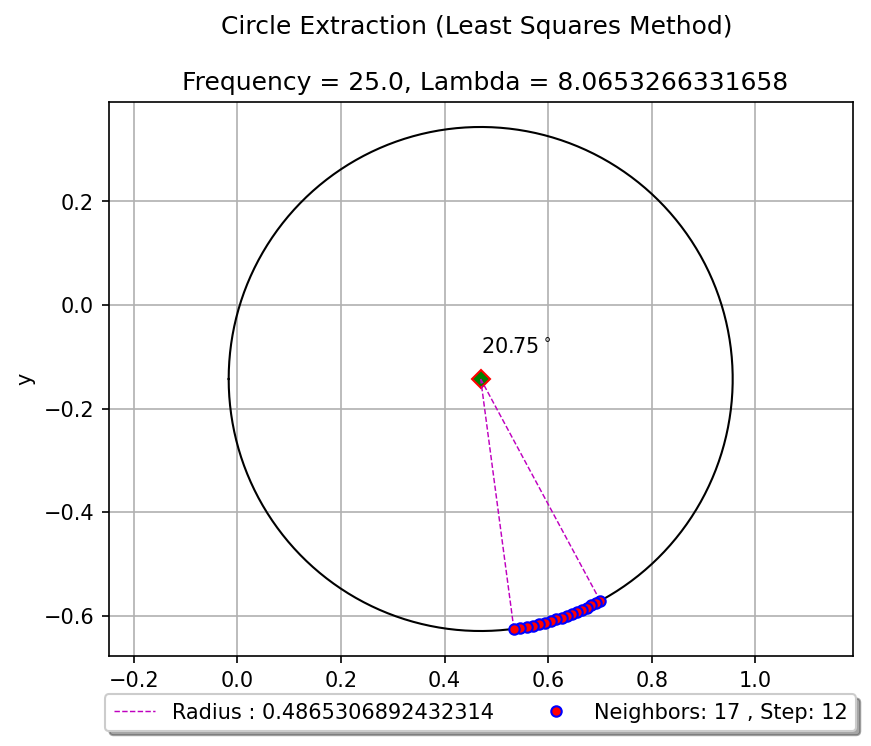 Circle Extraction (Least Squares Method)
Frequency = 25.0, Lambda = 8.0653266331658
0.2
0.0
−0.2
−0.4
−0.6
y
20.75°
−0.2 0.0 0.2 0.4 0.6 0.8 1.0
Radius : 0.4865306892432314 Neighbors: 17 , Step: 12